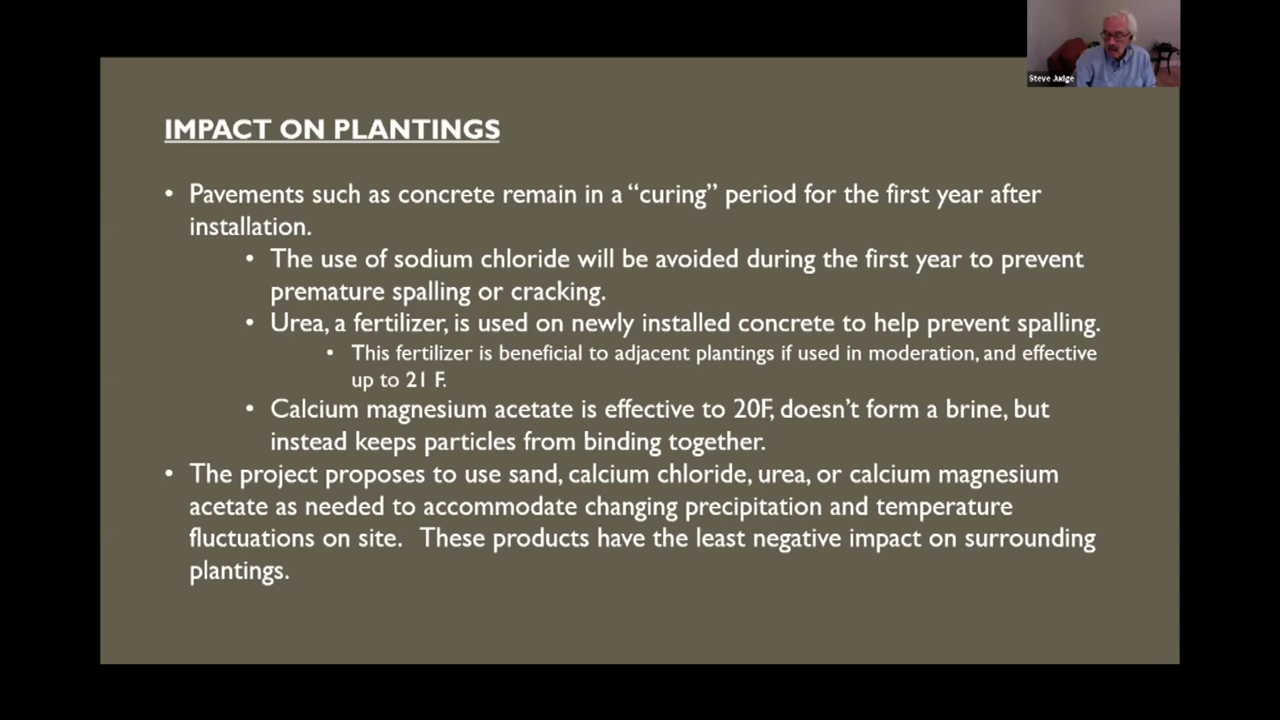 Steve Judge
IMPACT ON PLANTINGS
• Pavements such as concrete remain in a “curing” period for the first year after
installation.
• The use of sodium chloride will be avoided during the first year to prevent
premature spalling or cracking.
• Urea, a fertilizer, is used on newly installed concrete to help prevent spalling.
• This fertilizer is beneficial to adjacent plantings if used in moderation, and effective
up to 21 F.
• Calcium magnesium acetate is effective to 20F, doesn’t form a brine, but
instead keeps particles from binding together.
• The project proposes to use sand, calcium chloride, urea, or calcium magnesium
acetate as needed to accommodate changing precipitation and temperature
fluctuations on site. These products have the least negative impact on surrounding
plantings.